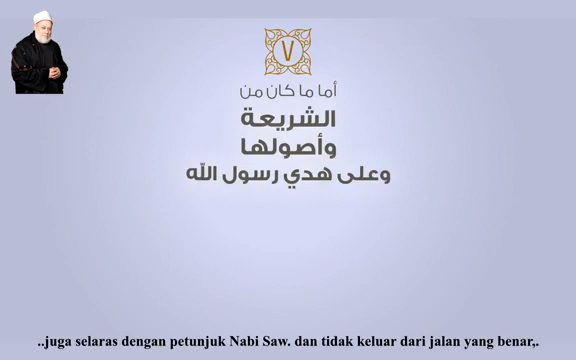 ٧
أما ما كان من
الشريعة
وأصولها
وعلى هدي رسول الله
..juga selaras dengan petunjuk Nabi Saw. dan tidak keluar dari jalan yang benar,.